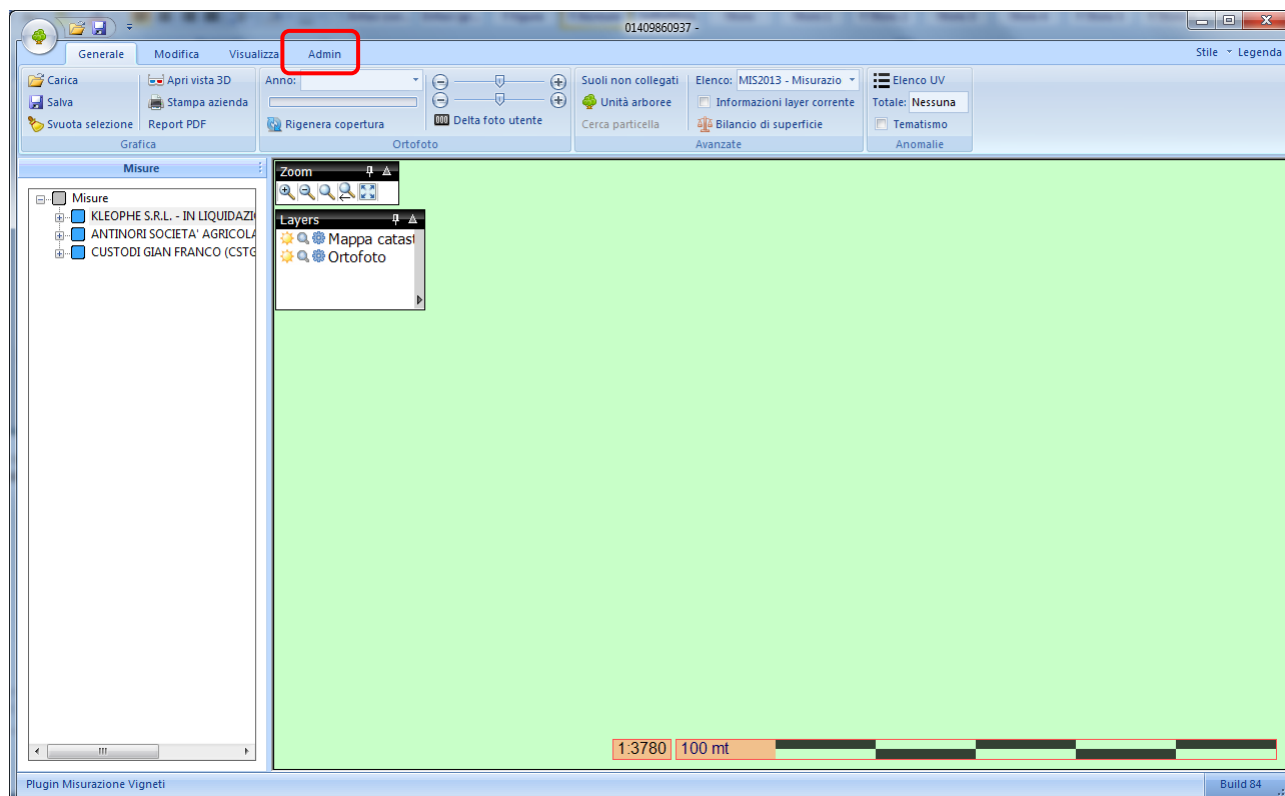 01409860937 -
Generale Modifica Visualizza Admin Stile Legenda
Carica Apri vista 3D Anno: Suoli non collegati Elenco: MIS2013 - Misurazio Elenco UV
Salva Stampa azienda Unità arboree Informazioni layer corrente Totale: Nessuna
Svuota selezione Report PDF Rigenera copertura Delta foto utente Cerca particella Bilancio di superficie Tematismo
Grafica Ortofoto Avanzate Anomalie
Misure
Misure
KLEOPHE S.R.L. - IN LIQUIDAZI
ANTINORI SOCIETA' AGRICOLA
CUSTODI GIAN FRANCO (CSTG
Zoom
Layers
Mappa catast
Ortofoto
1:3780 100 mt
Plugin Misurazione Vigneti Build 84